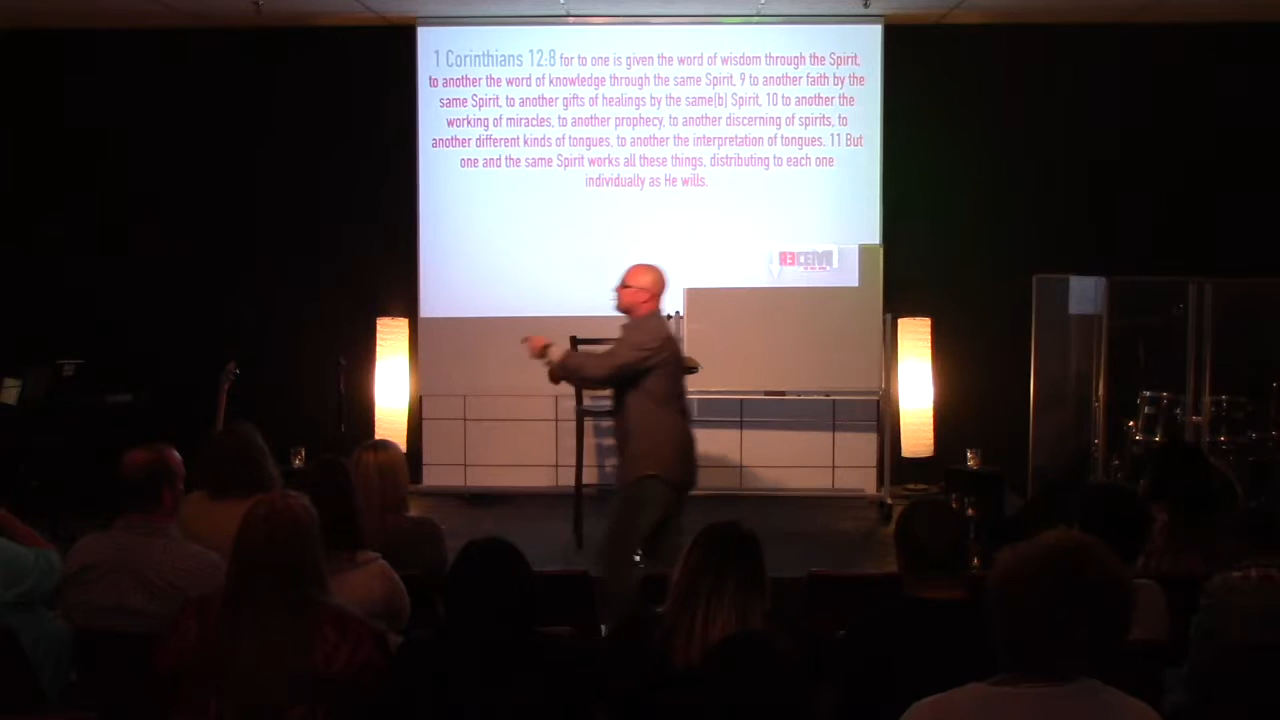 1 Corinthians 12:8 for to one is given the word of wisdom through the Spirit,
to another the word of knowledge through the same Spirit, 9 to another faith by the
same Spirit, to another gifts of healings by the same[b] Spirit, 10 to another the
working of miracles, to another prophecy, to another discerning of spirits, to
another different kinds of tongues, to another the interpretation of tongues. 11 But
one and the same Spirit works all these things, distributing to each one
individually as He wills.